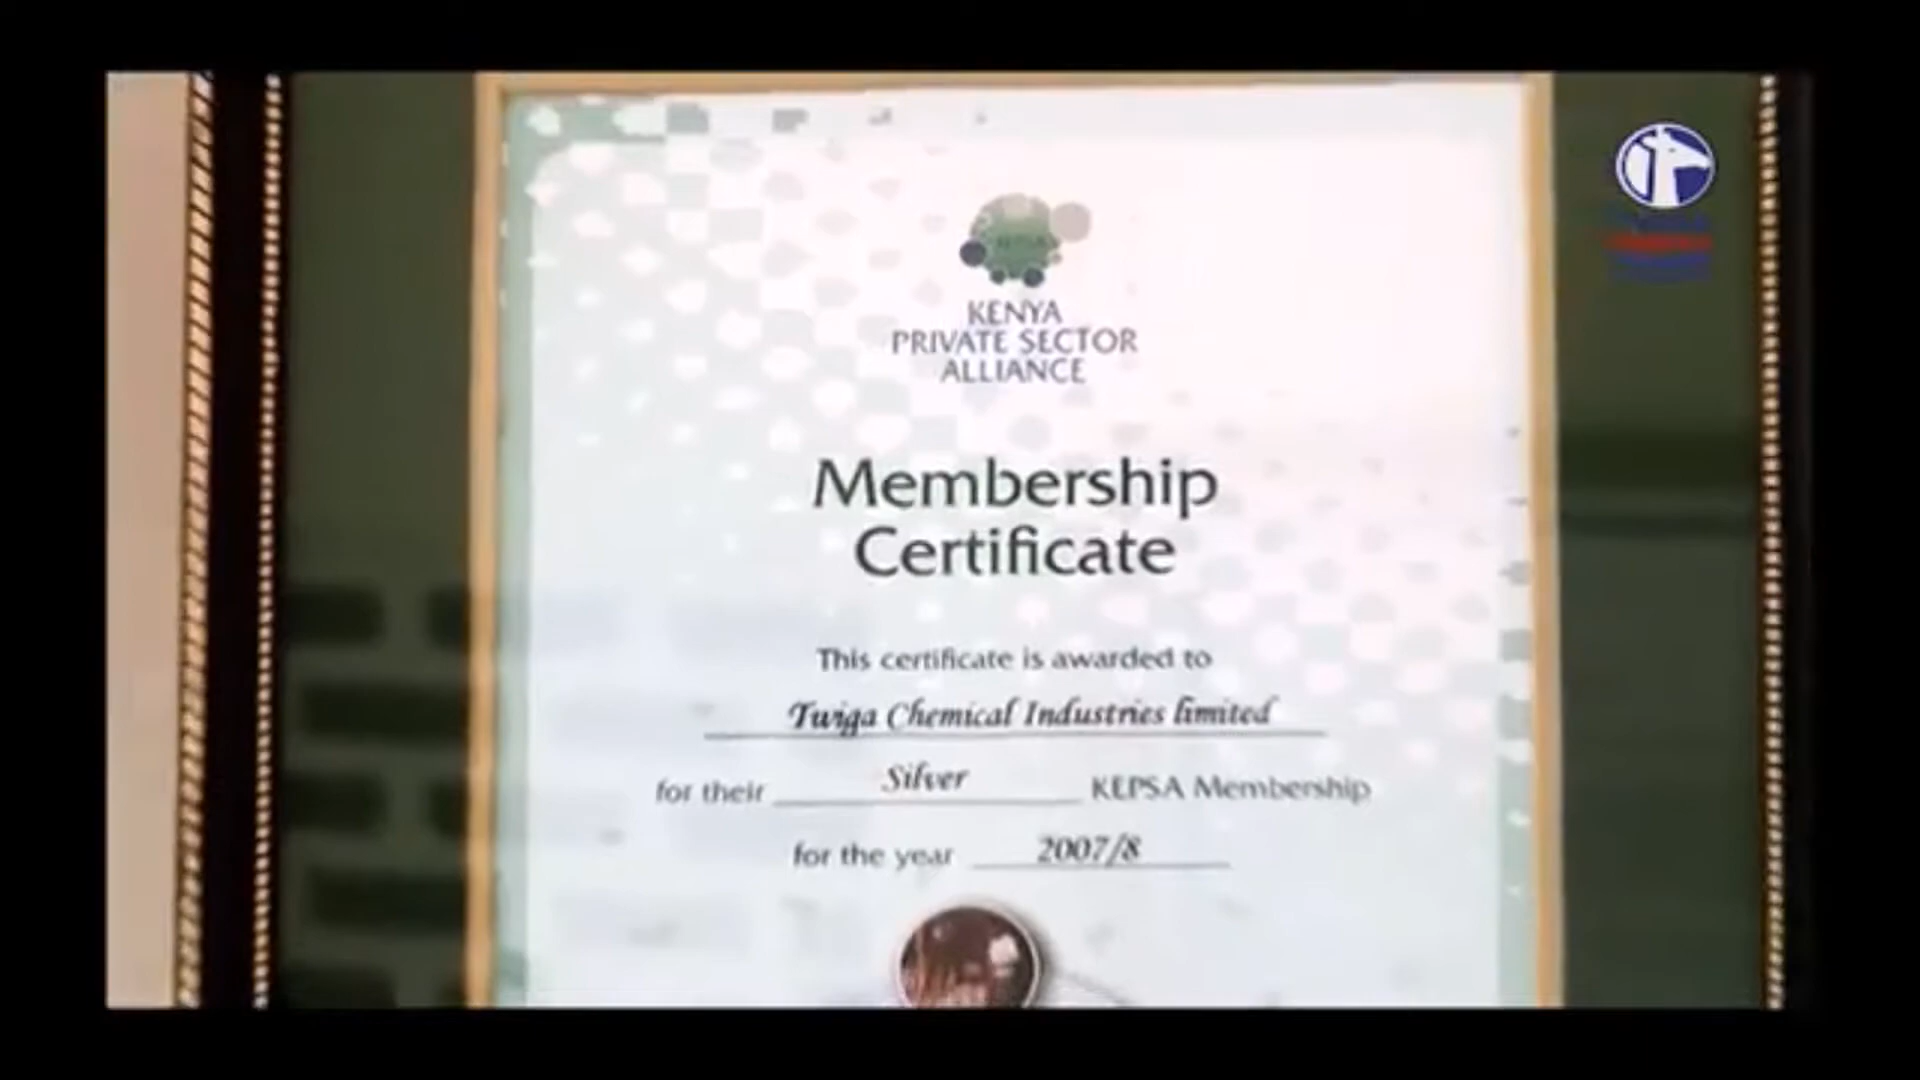 KENYA
PRIVATE SECTOR
ALLIANCE
Membership
Certificate
This certificate is awarded to
Twiga Chemical Industries limited
for their Silver KEPSA Membership
for the year 2007/8